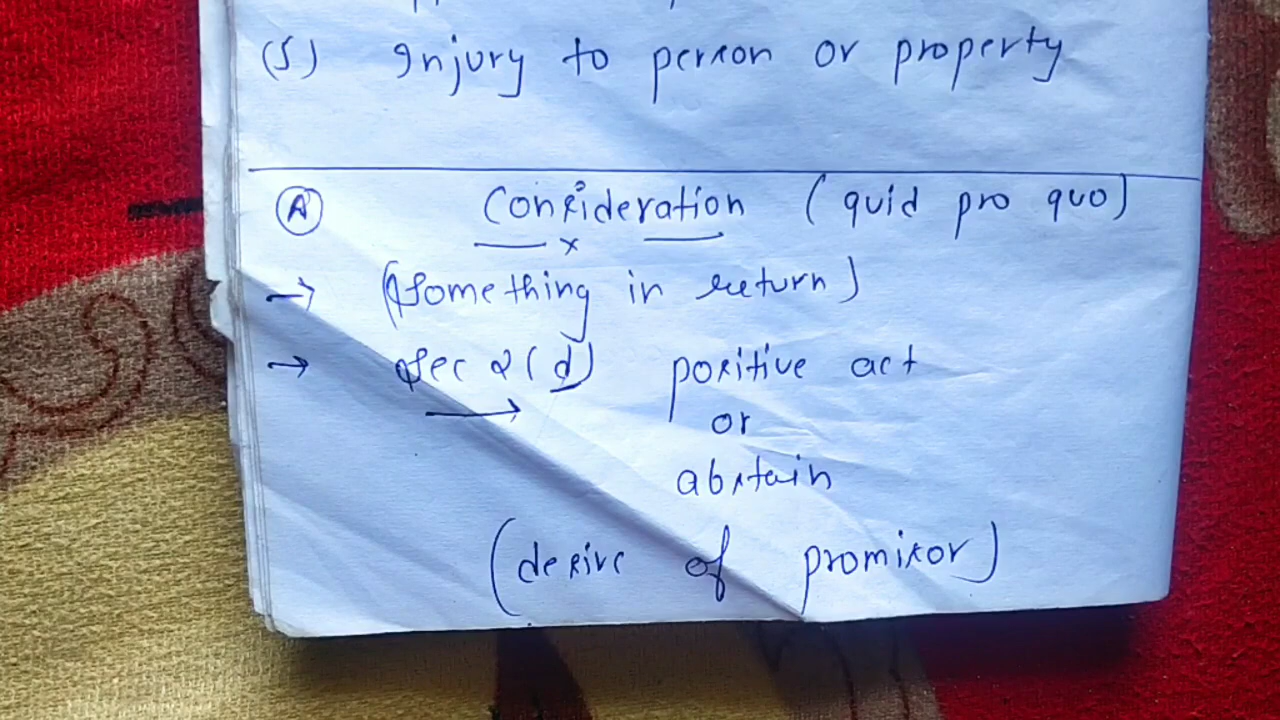 (5) Injury to person or property
(A) Consideration (quid pro quo)
→ (Something in return)
→ Sec 2(d) positive act
or
abstain
(desire of promisor)